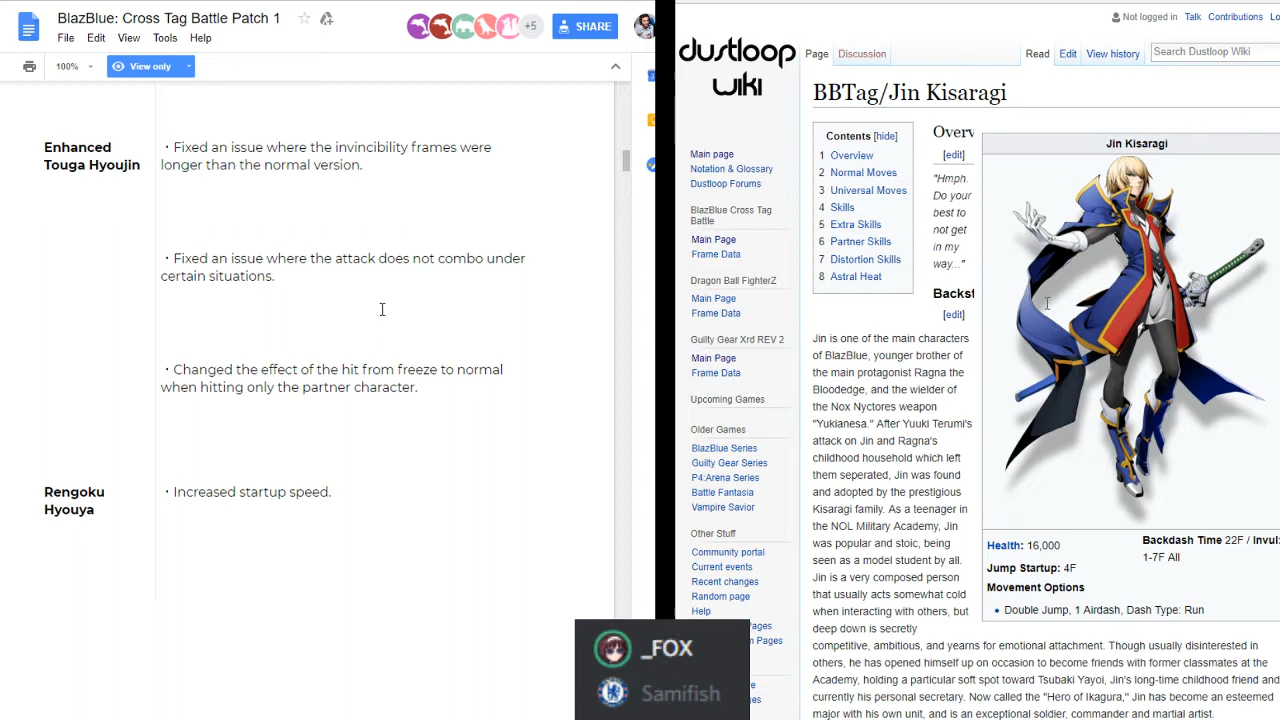 BlazBlue: Cross Tag Battle Patch 1
File Edit View Tools Help
+5
SHARE
100%
View only
Enhanced
Touga Hyoujin
・Fixed an issue where the invincibility frames were
longer than the normal version.
・Fixed an issue where the attack does not combo under
certain situations.
・Changed the effect of the hit from freeze to normal
when hitting only the partner character.
Rengoku
Hyouya
・Increased startup speed.
_FOX
Samifish
dustloop
wiki
Main page
Notation & Glossary
Dustloop Forums
BlazBlue Cross Tag
Battle
Main Page
Frame Data
Dragon Ball FighterZ
Main Page
Frame Data
Guilty Gear Xrd REV 2
Main Page
Frame Data
Upcoming Games
Older Games
BlazBlue Series
Guilty Gear Series
P4:Arena Series
Battle Fantasia
Vampire Savior
Other Stuff
Community portal
Current events
Recent changes
Random page
Help
Not logged in Talk Contributions
Page Discussion
Read Edit View history
Search Dustloop Wiki
BBTag/Jin Kisaragi
Contents [hide]
1 Overview
2 Normal Moves
3 Universal Moves
4 Skills
5 Extra Skills
6 Partner Skills
7 Distortion Skills
8 Astral Heat
Overv
[edit]
"Hmph.
Do your
best to
not get
in my
way..."
Backst
[edit]
Jin Kisaragi
Health: 16,000
Jump Startup: 4F
Movement Options
Double Jump, 1 Airdash, Dash Type: Run
Backdash Time 22F / Invul:
1-7F All
Jin is one of the main characters
of BlazBlue, younger brother of
the main protagonist Ragna the
Bloodedge, and the wielder of
the Nox Nyctores weapon
"Yukianesa." After Yuuki Terumi's
attack on Jin and Ragna's
childhood household which left
them seperated, Jin was found
and adopted by the prestigious
Kisaragi family. As a teenager in
the NOL Military Academy, Jin
was popular and stoic, being
seen as a model student by all.
Jin is a very composed person
that usually acts somewhat cold
when interacting with others, but
deep down is secretly
competitive, ambitious, and yearns for emotional attachment. Though usually disinterested in
others, he has opened himself up on occasion to become friends with former classmates at the
Academy, holding a particular soft spot toward Tsubaki Yayoi, Jin's long-time childhood friend and
currently his personal secretary. Now called the "Hero of Ikagura," Jin has become an esteemed
major with his own unit, and is an exceptional soldier, commander and martial artist.